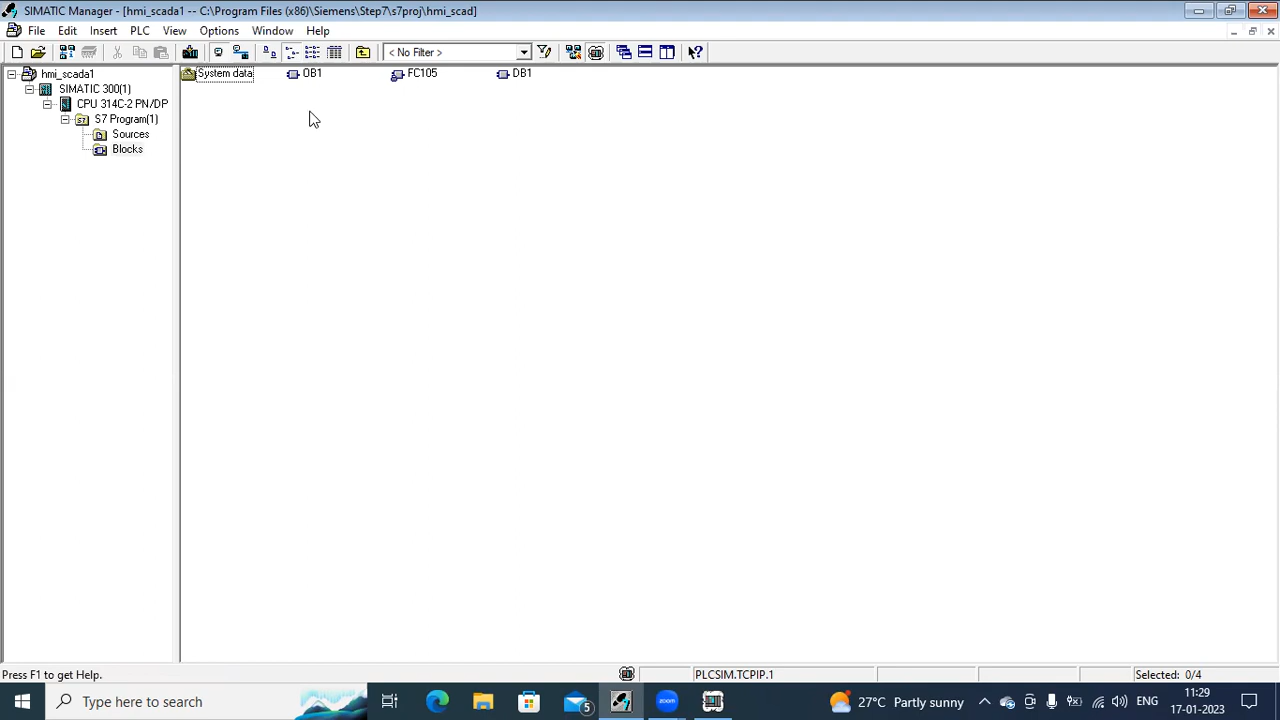 SIMATIC Manager - [hmi_scada1 -- C:\Program Files (x86)\Siemens\Step7\s7proj\hmi_scad]
File Edit Insert PLC View Options Window Help
< No Filter >
hmi_scada1
SIMATIC 300(1)
CPU 314C-2 PN/DP
S7 Program(1)
Sources
Blocks
System data OB1 FC105 DB1
Press F1 to get Help. PLCSIM.TCPIP.1 Selected: 0/4
Type here to search
5
zoom
27°C Partly sunny
ENG
11:29
17-01-2023